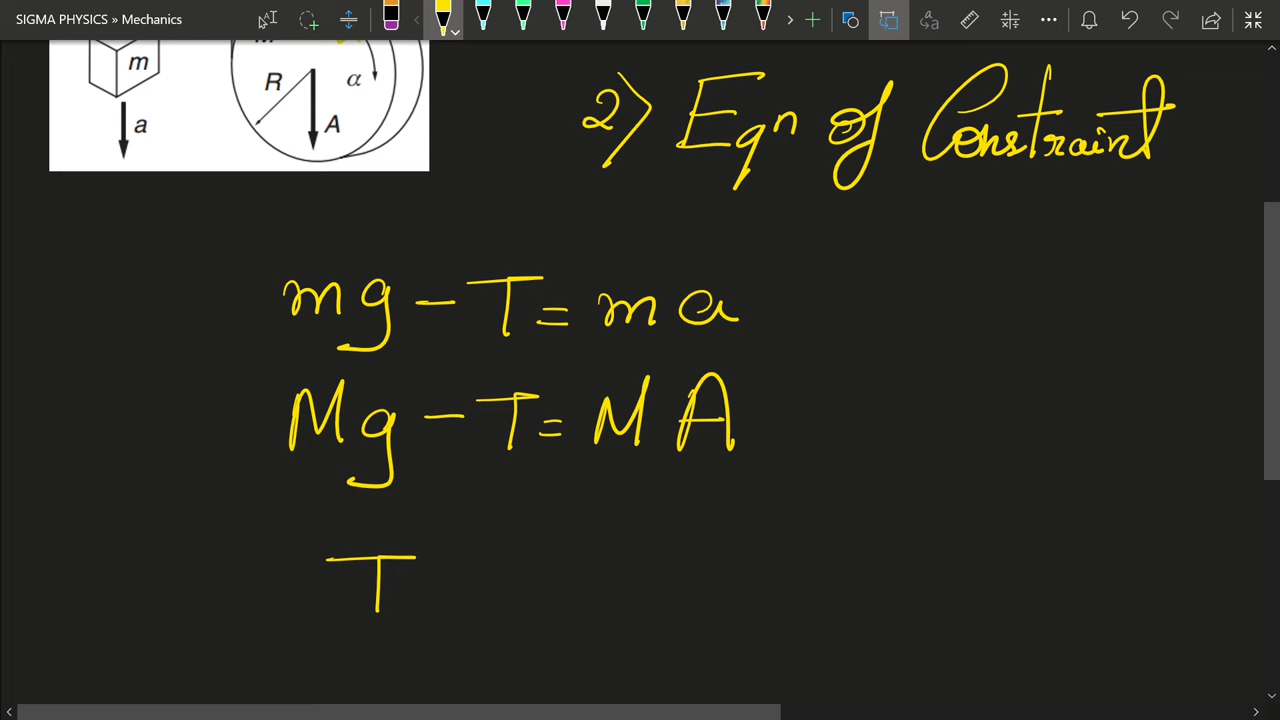 SIGMA PHYSICS » Mechanics
m
R
α
a
A
2) Eqⁿ of Constraint
mg - T = ma
Mg - T = MA
T